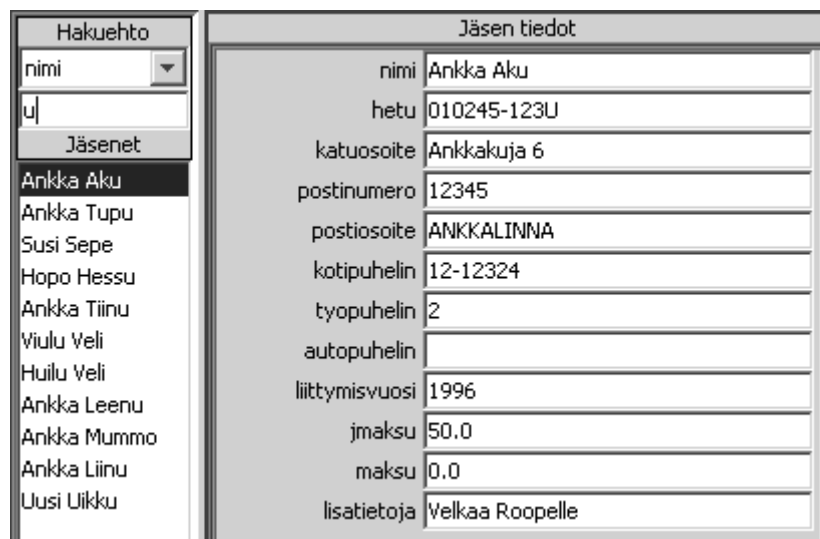 Hakuehto
nimi
u
Jäsenet
Ankka Aku
Ankka Tupu
Susi Sepe
Hopo Hessu
Ankka Tiinu
Viulu Veli
Huilu Veli
Ankka Leenu
Ankka Mummo
Ankka Liinu
Uusi Uikku
Jäsen tiedot
nimi Ankka Aku
hetu 010245-123U
katuosoite Ankkakuja 6
postinumero 12345
postiosoite ANKKALINNA
kotipuhelin 12-12324
tyopuhelin 2
autopuhelin
liittymisvuosi 1996
jmaksu 50.0
maksu 0.0
lisatietoja Velkaa Roopelle